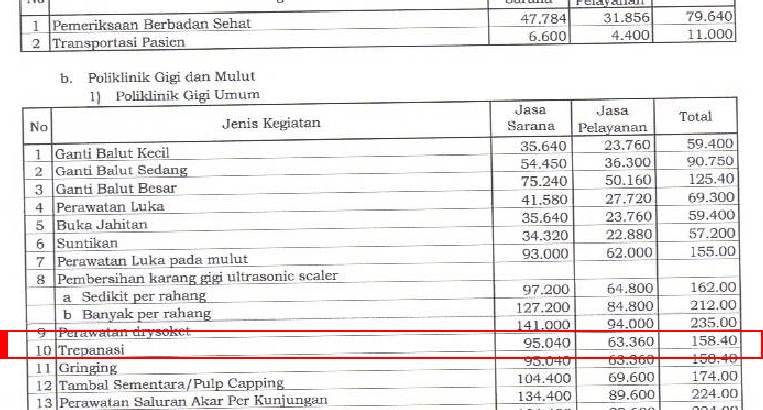 Pelayanan
1 Pemeriksaan Berbadan Sehat 47.784 31.856 79.640
2 Transportasi Pasien 6.600 4.400 11.000
b. Poliklinik Gigi dan Mulut
1) Poliklinik Gigi Umum
No Jenis Kegiatan Jasa Sarana Jasa Pelayanan Total
1 Ganti Balut Kecil 35.640 23.760 59.400
2 Ganti Balut Sedang 54.450 36.300 90.750
3 Ganti Balut Besar 75.240 50.160 125.40
4 Perawatan Luka 41.580 27.720 69.300
5 Buka Jahitan 35.640 23.760 59.400
6 Suntikan 34.320 22.880 57.200
7 Perawatan Luka pada mulut 93.000 62.000 155.00
8 Pembersihan karang gigi ultrasonic scaler
a Sedikit per rahang 97.200 64.800 162.00
b Banyak per rahang 127.200 84.800 212.00
9 Perawatan drysoket 141.000 94.000 235.00
10 Trepanasi 95.040 63.360 158.40
11 Gringing 95.040 63.360 158.40
12 Tambal Sementara/Pulp Capping 104.400 69.600 174.00
13 Perawatan Saluran Akar Per Kunjungan 134.400 89.600 224.00